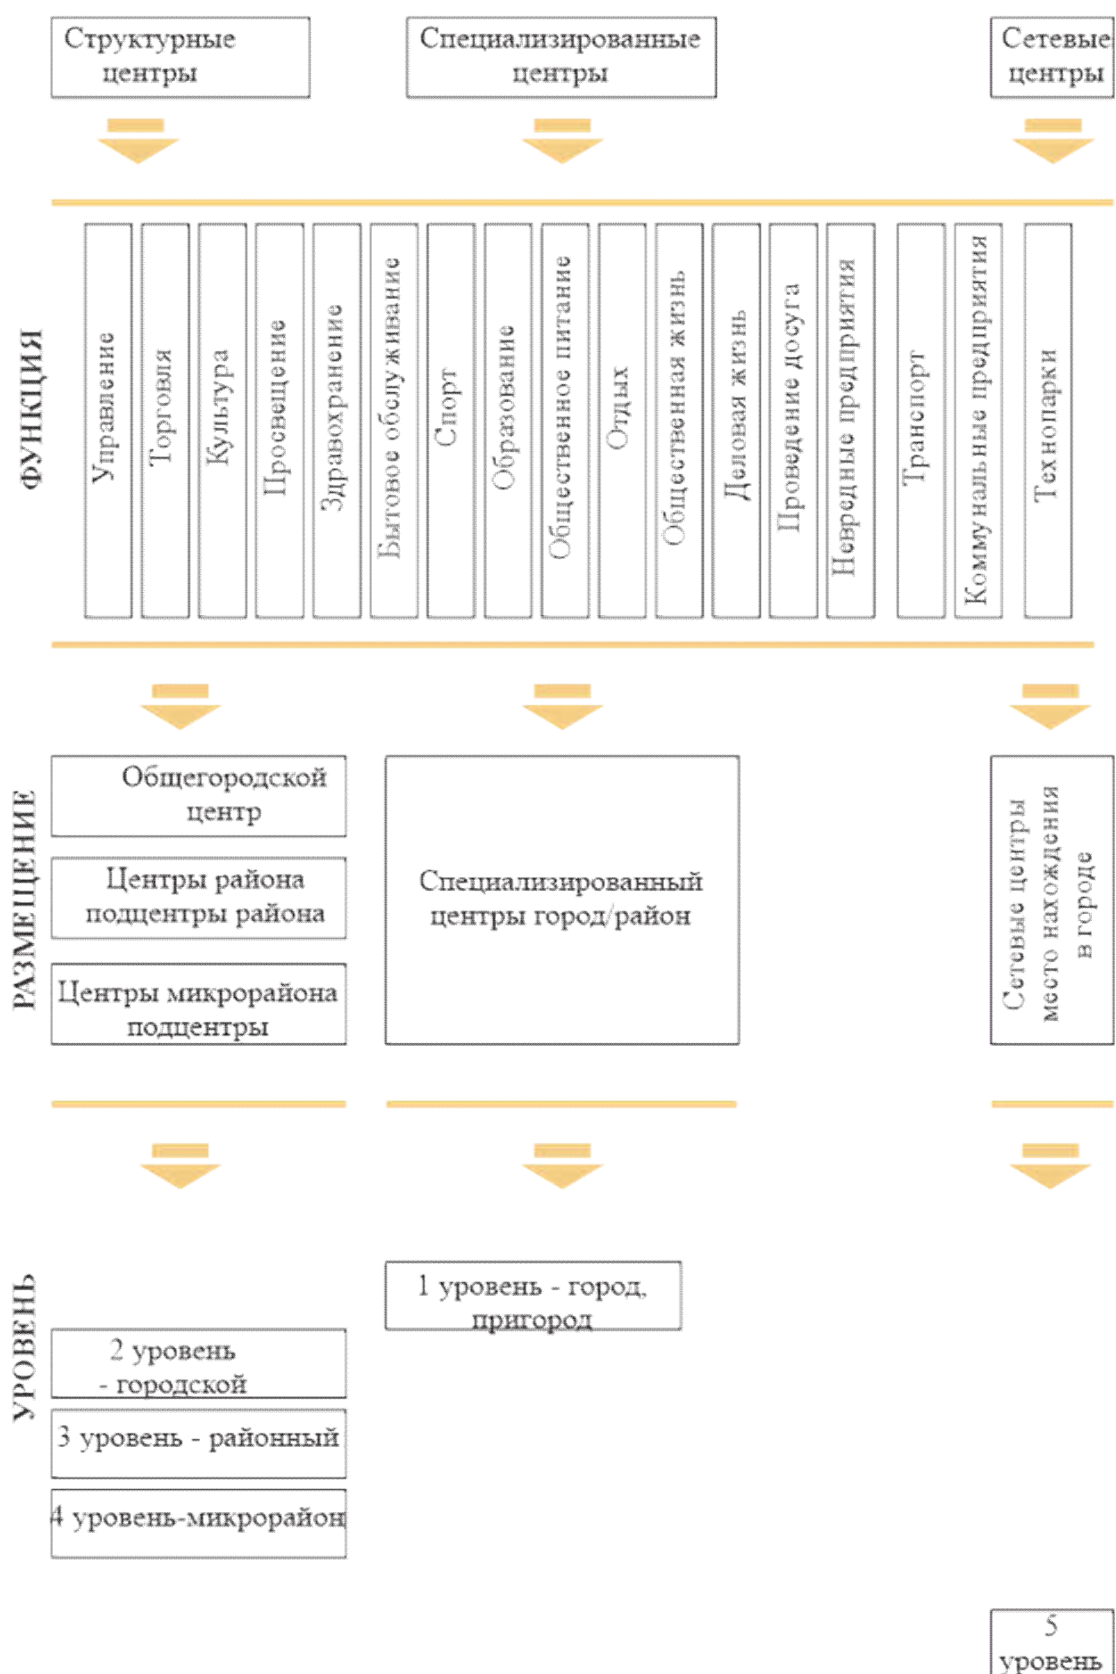 Структурные
центры
Специализированные
центры
Сетевые
центры
ФУНКЦИЯ
Управление
Торговля
Культура
Просвещение
Здравохранение
Бытовое обслуживание
Спорт
Образование
Общественное питание
Отдых
Общественная жизнь
Деловая жизнь
Проведение досуга
Невредные предприятия
Транспорт
Коммунальные предприятия
Технопарки
РАЗМЕЩЕНИЕ
Общегородской
центр
Центры района
подцентры района
Центры микрорайона
подцентры
Специализированный
центры город/район
Сетевые центры
место нахождения
в городе
УРОВЕНЬ
1 уровень - город,
пригород
2 уровень
- городской
3 уровень - районный
4 уровень-микрорайон
5
уровень